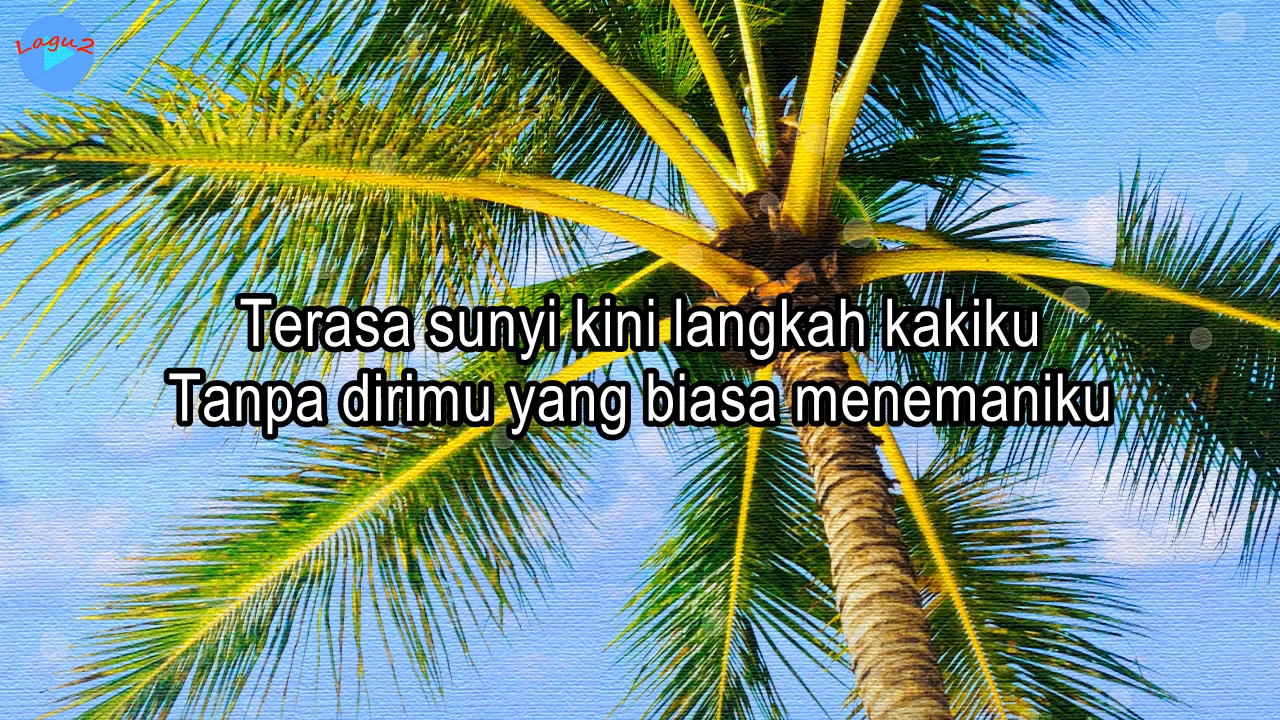 Lagu2
Terasa sunyi kini langkah kakiku
Tanpa dirimu yang biasa menemaniku